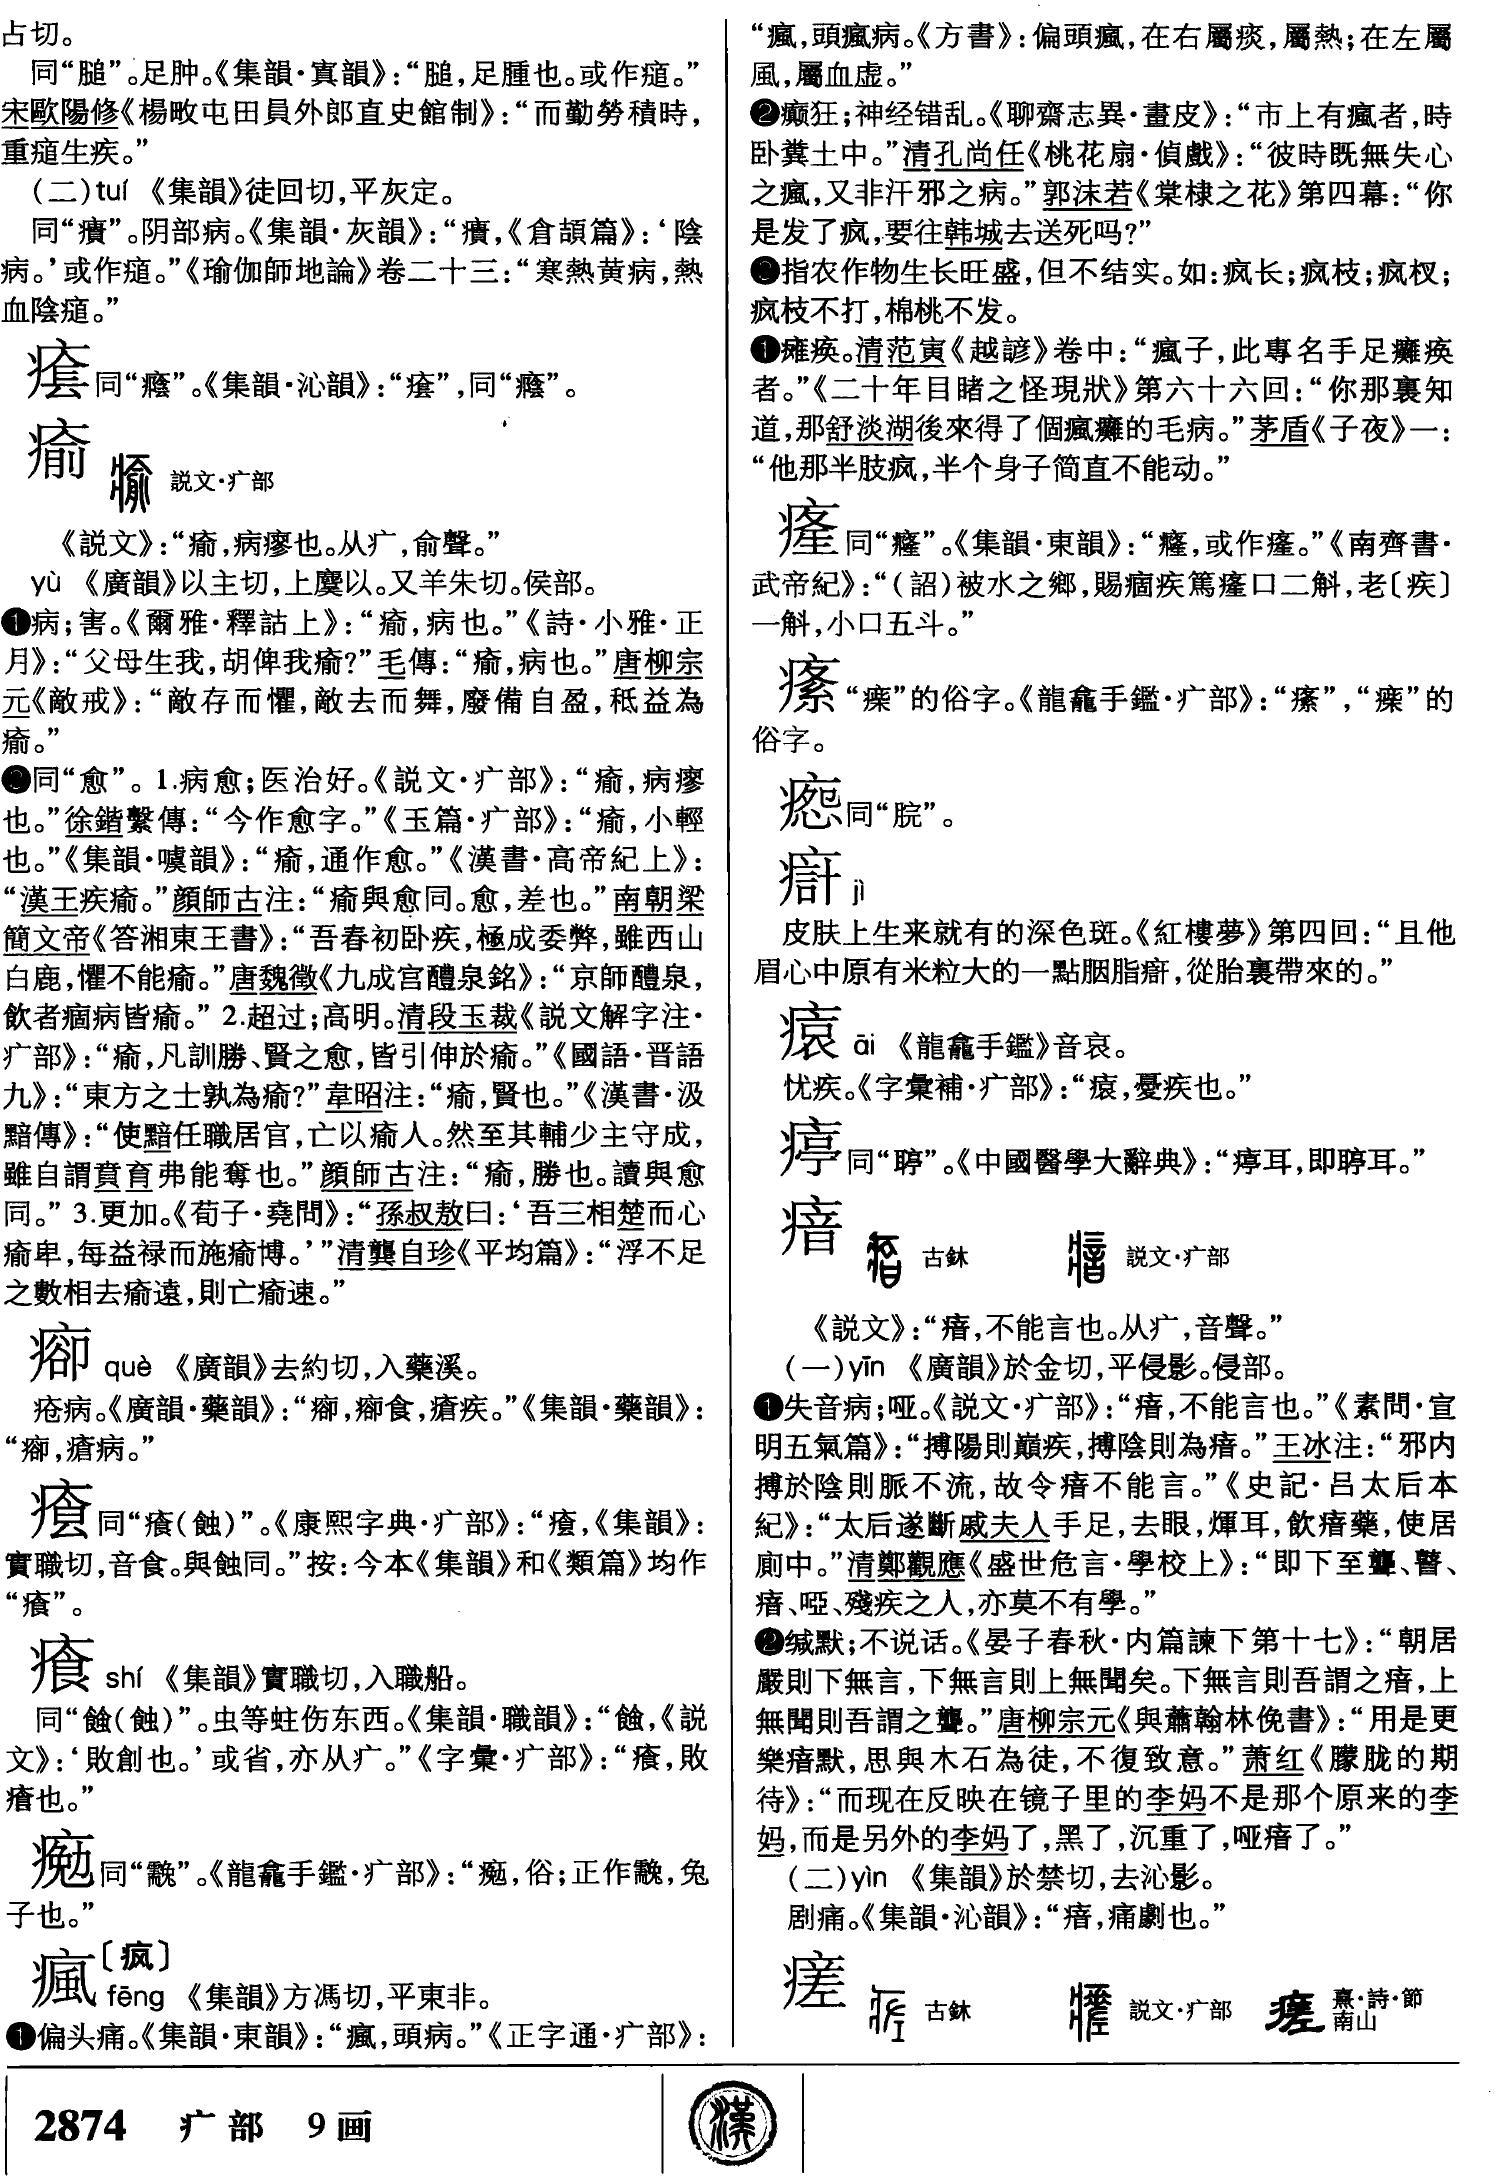 占切。
同“膇”。足肿。《集韻·寘韻》：“膇，足腫也。或作㾽。”
宋歐陽修《楊畋屯田員外郎直史館制》：“而勤勞積時，
重㾽生疾。”
（二）tuí 《集韻》徒回切，平灰定。
同“㿉”。阴部病。《集韻·灰韻》：“㿉，《倉頡篇》：‘陰
病。’或作㾽。”《瑜伽師地論》卷二十三：“寒熱黄病，熱
血陰㾽。”
同“癊”。《集韻·沁韻》：“”，同“癊”。
瘉 説文·疒部
《説文》：“瘉，病瘳也。从疒，俞聲。”
yù 《廣韻》以主切，上麌以。又羊朱切。侯部。
❶病；害。《爾雅·釋詁上》：“瘉，病也。”《詩·小雅·正
月》：“父母生我，胡俾我瘉？”毛傳：“瘉，病也。”唐柳宗
元《敵戒》：“敵存而懼，敵去而舞，廢備自盈，秪益為
瘉。”
❷同“愈”。1.病愈；医治好。《説文·疒部》：“瘉，病瘳
也。”徐鍇繫傳：“今作愈字。”《玉篇·疒部》：“瘉，小輕
也。”《集韻·噳韻》：“瘉，通作愈。”《漢書·高帝紀上》：
“漢王疾瘉。”顔師古注：“瘉與愈同。愈，差也。”南朝梁
簡文帝《答湘東王書》：“吾春初卧疾，極成委弊，雖西山
白鹿，懼不能瘉。”唐魏徵《九成宫醴泉銘》：“京師醴泉，
飲者痼病皆瘉。”2.超过；高明。清段玉裁《説文解字注·
疒部》：“瘉，凡訓勝、賢之愈，皆引伸於瘉。”《國語·晋語
九》：“東方之士孰為瘉？”韋昭注：“瘉，賢也。”《漢書·汲
黯傳》：“使黯任職居官，亡以瘉人。然至其輔少主守成，
雖自謂賁育弗能奪也。”顔師古注：“瘉，勝也。讀與愈
同。”3.更加。《荀子·堯問》：“孫叔敖曰：‘吾三相楚而心
瘉卑，每益禄而施瘉博。’”清龔自珍《平均篇》：“浮不足
之數相去瘉遠，則亡瘉速。”
què 《廣韻》去約切，入藥溪。
疮病。《廣韻·藥韻》：“，食，瘡疾。”《集韻·藥韻》：
“，瘡病。”
同“（蝕）”。《康熙字典·疒部》：“，《集韻》：
實職切，音食。與蝕同。”按：今本《集韻》和《類篇》均作
“”。
shí 《集韻》實職切，入職船。
同“䗖（蝕）”。虫等蛀伤东西。《集韻·職韻》：“䗖，《説
文》：‘敗創也。’或省，亦从疒。”《字彙·疒部》：“，敗
瘡也。”
同“”。《龍龕手鑑·疒部》：“，俗；正作，兔
子也。”
瘋〔疯〕
fēng 《集韻》方馮切，平東非。
❶偏头痛。《集韻·東韻》：“瘋，頭病。”《正字通·疒部》：
“瘋，頭瘋病。《方書》：偏頭瘋，在右屬痰，屬熱；在左屬
風，屬血虚。”
❷癫狂；神经错乱。《聊齋志異·畫皮》：“市上有瘋者，時
卧糞土中。”清孔尚任《桃花扇·偵戲》：“彼時既無失心
之瘋，又非汗邪之病。”郭沫若《棠棣之花》第四幕：“你
是发了疯，要往韩城去送死吗？”
❸指农作物生长旺盛，但不结实。如：疯长；疯枝；疯杈；
疯枝不打，棉桃不发。
❶瘫痪。清范寅《越諺》卷中：“瘋子，此專名手足癱瘓
者。”《二十年目睹之怪現狀》第六十六回：“你那裏知
道，那舒淡湖後來得了個瘋癱的毛病。”茅盾《子夜》一：
“他那半肢疯，半个身子简直不能动。”
㾮同“癃”。《集韻·東韻》：“癃，或作㾮。”《南齊書·
武帝紀》：“（詔）被水之鄉，賜痼疾篤㾮口二斛，老〔疾〕
一斛，小口五斗。”
“瘰”的俗字。《龍龕手鑑·疒部》：“”，“瘰”的
俗字。
同“脘”。
jì
皮肤上生来就有的深色斑。《紅樓夢》第四回：“且他
眉心中原有米粒大的一點胭脂，從胎裏帶來的。”
āi 《龍龕手鑑》音哀。
忧疾。《字彙補·疒部》：“，憂疾也。”
同“聤”。《中國醫學大辭典》：“耳，即聤耳。”
瘖 古鉥 説文·疒部
《説文》：“瘖，不能言也。从疒，音聲。”
（一）yīn 《廣韻》於金切，平侵影。侵部。
❶失音病；哑。《説文·疒部》：“瘖，不能言也。”《素問·宣
明五氣篇》：“搏陽則巔疾，搏陰則為瘖。”王冰注：“邪内
搏於陰則脈不流，故令瘖不能言。”《史記·吕太后本
紀》：“太后遂斷戚夫人手足，去眼，煇耳，飲瘖藥，使居
廁中。”清鄭觀應《盛世危言·學校上》：“即下至聾、瞽、
瘖、啞、殘疾之人，亦莫不有學。”
❷缄默；不说话。《晏子春秋·内篇諫下第十七》：“朝居
嚴則下無言，下無言則上無聞矣。下無言則吾謂之瘖，上
無聞則吾謂之聾。”唐柳宗元《與蕭翰林俛書》：“用是更
樂瘖默，思與木石為徒，不復致意。”萧红《朦胧的期
待》：“而现在反映在镜子里的李妈不是那个原来的李
妈，而是另外的李妈了，黑了，沉重了，哑瘖了。”
（二）yìn 《集韻》於禁切，去沁影。
剧痛。《集韻·沁韻》：“瘖，痛劇也。”
瘥 古鉥 説文·疒部 熹·詩·節
南山
2874 疒部 9画
漢